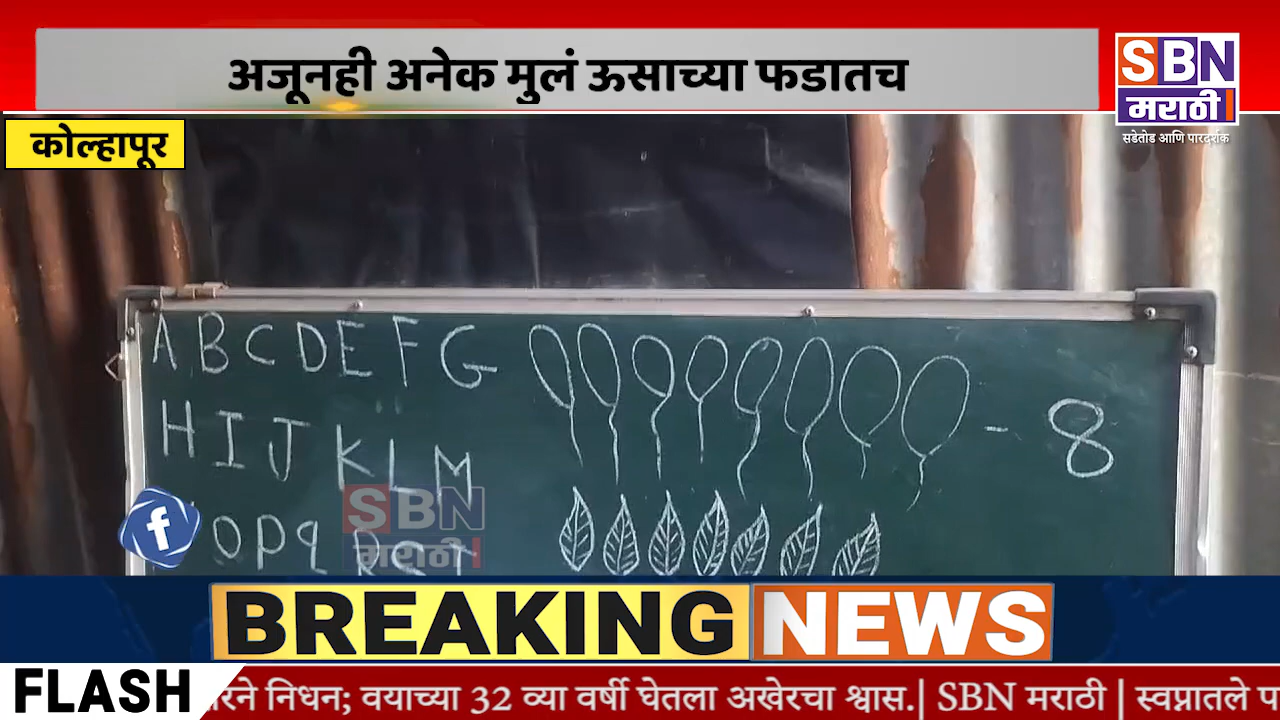 अजूनही अनेक मुलं ऊसाच्या फडातच
SBN
मराठी
सडेतोड आणि पारदर्शक
कोल्हापूर
A B C D E F G
- 8
H I J K L M
O P q R S T
SBN
मराठी
f
BREAKING NEWS
FLASH
निधन; वयाच्या 32 व्या वर्षी घेतला अखेरचा श्वास.| SBN मराठी | स्वप्नातले